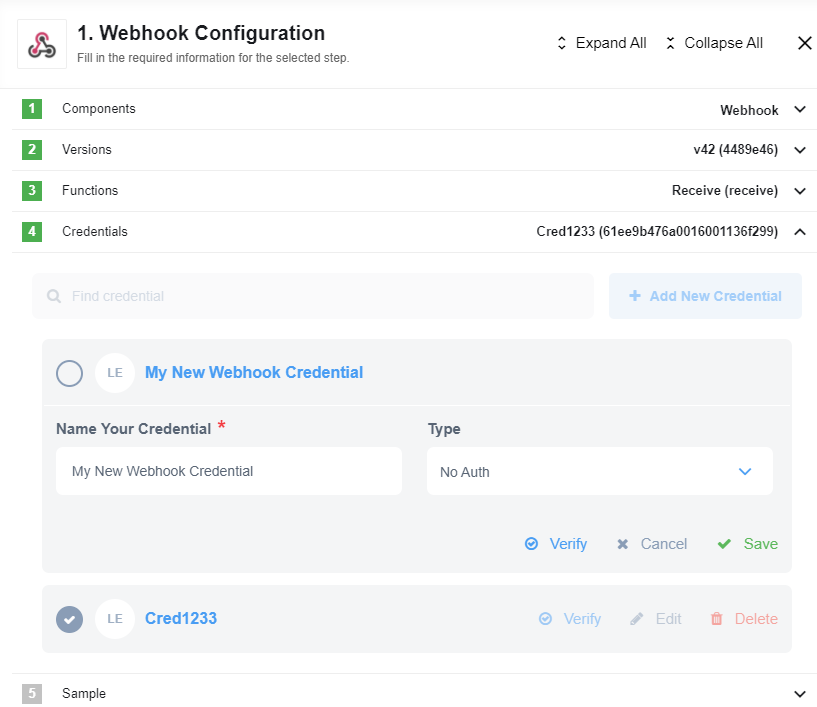 1. Webhook Configuration
Fill in the required information for the selected step.
Expand All
Collapse All
1 Components Webhook
2 Versions v42 (4489e46)
3 Functions Receive (receive)
4 Credentials Cred1233 (61ee9b476a0016001136f299)
Find credential
+ Add New Credential
LE My New Webhook Credential
Name Your Credential * Type
My New Webhook Credential No Auth
Verify Cancel Save
LE Cred1233 Verify Edit Delete
5 Sample